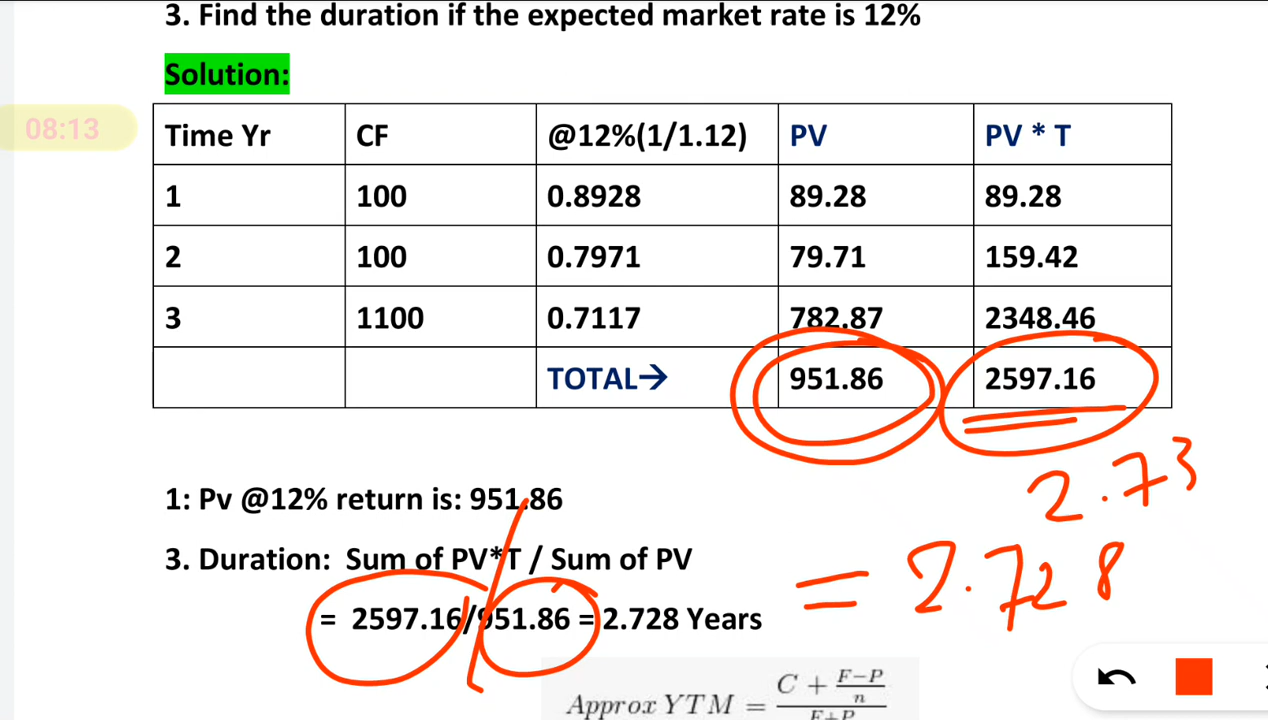 3. Find the duration if the expected market rate is 12%
Solution:
08:13
Time Yr CF @12%(1/1.12) PV PV * T
1 100 0.8928 89.28 89.28
2 100 0.7971 79.71 159.42
3 1100 0.7117 782.87 2348.46
TOTAL→ 951.86 2597.16
2.73
1: Pv @12% return is: 951.86
3. Duration: Sum of PV*T / Sum of PV
= 2.728
= 2597.16/951.86 = 2.728 Years
Approx YTM = C + F−P
n
F+P